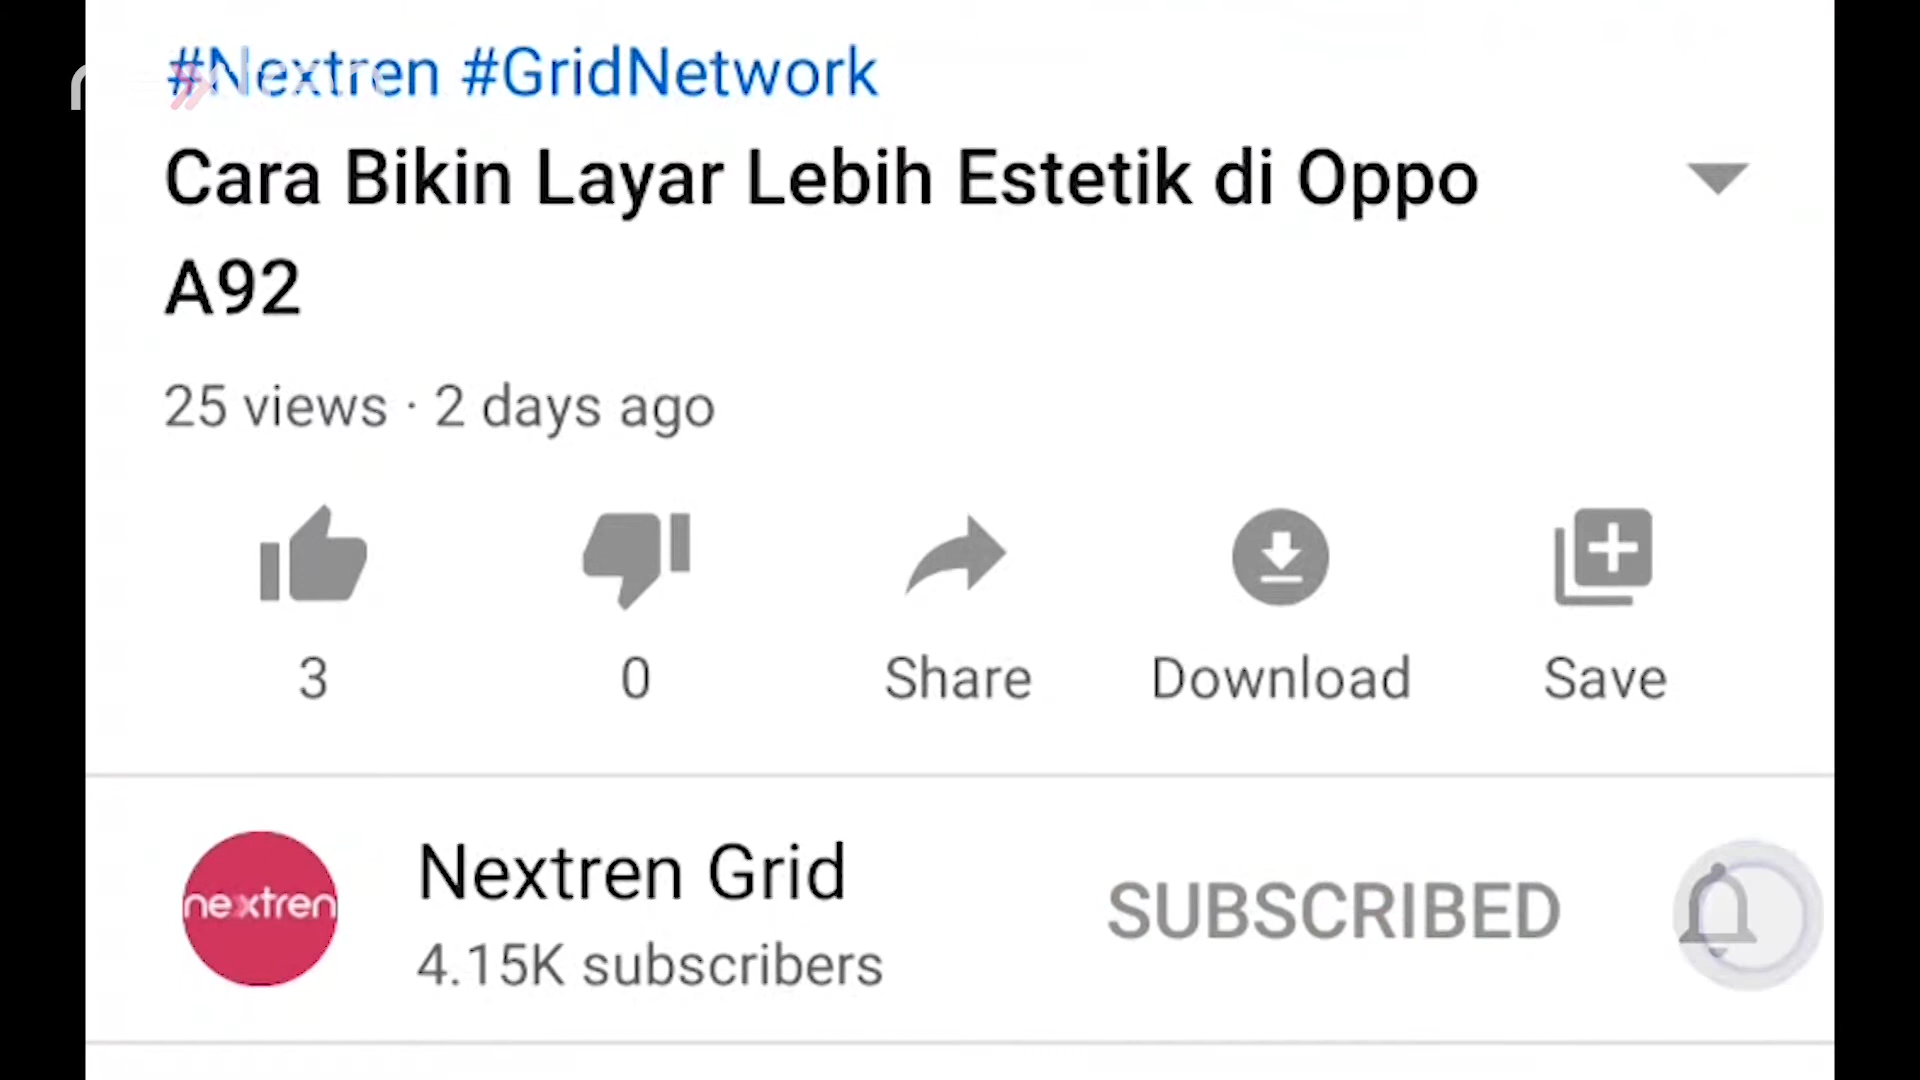 #Nextren #GridNetwork
Cara Bikin Layar Lebih Estetik di Oppo
A92
25 views · 2 days ago
3
0
Share
Download
Save
nextren
Nextren Grid
4.15K subscribers
SUBSCRIBED